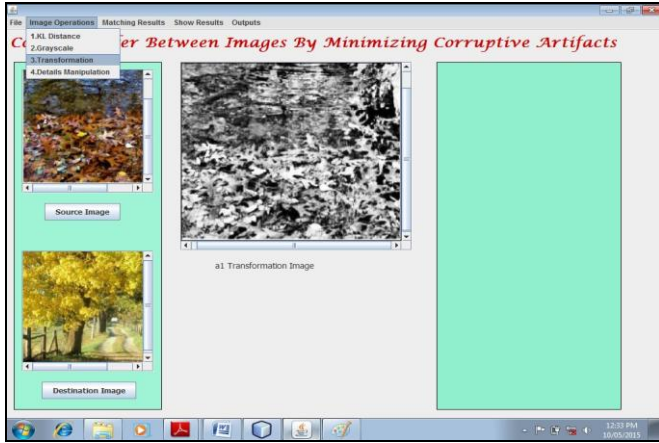 File Image Operations Matching Results Show Results Outputs
er Between Images By Minimizing Corruptive Artifacts
1.KL Distance
2.Grayscale
3.Transformation
4.Details Manipulation
Source Image
a1 Transformation Image
Destination Image
12:33 PM
10/05/2015